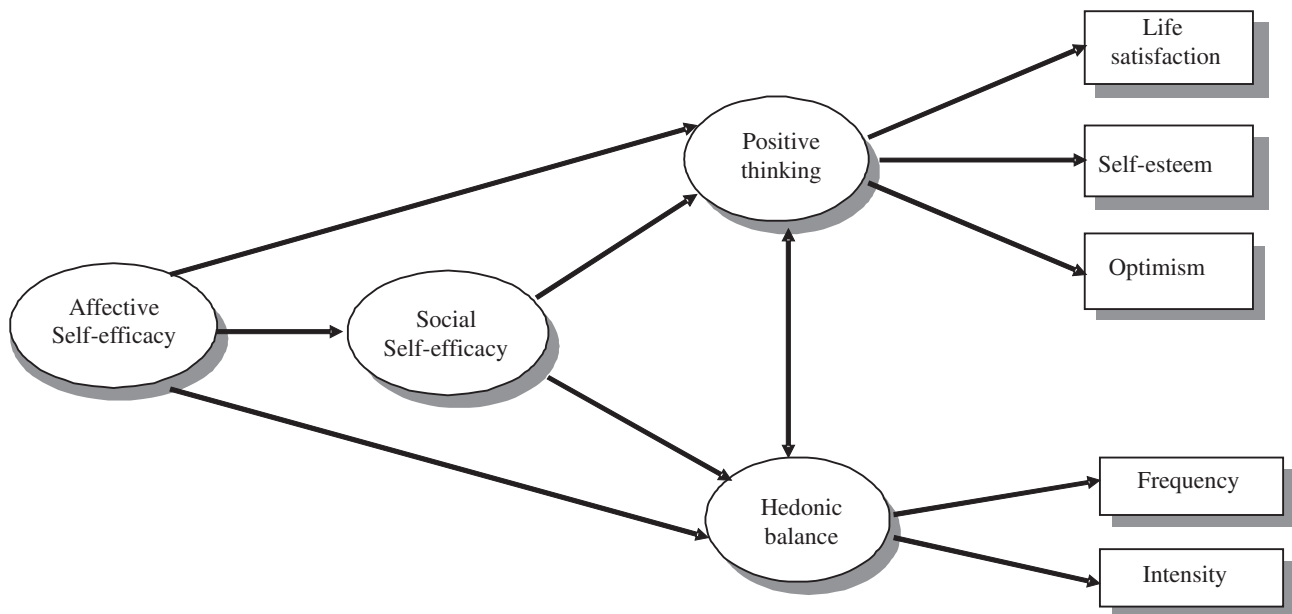 Life
satisfaction
Positive
thinking
Self-esteem
Optimism
Affective
Self-efficacy
Social
Self-efficacy
Hedonic
balance
Frequency
Intensity